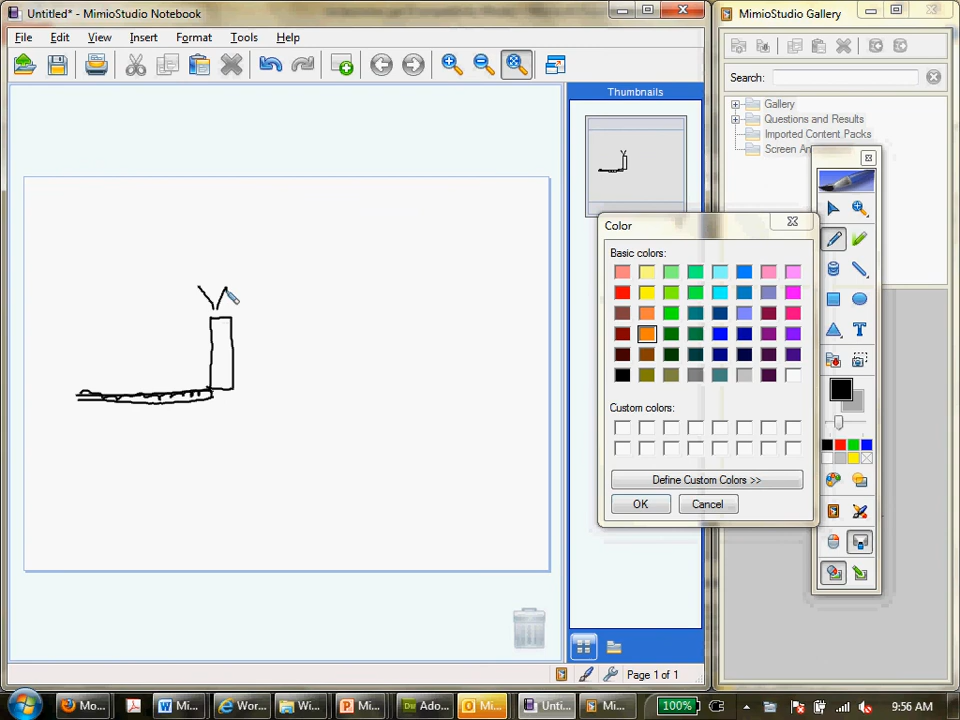 Untitled* - MimioStudio Notebook
File Edit View Insert Format Tools Help
Thumbnails
Page 1 of 1
MimioStudio Gallery
Search:
Gallery
Questions and Results
Imported Content Packs
Screen An
T
Color
Basic colors:
Custom colors:
Define Custom Colors >>
OK Cancel
Mo... Wor... Wi... Mi... Ado... Mi... Unti... Mi... 100% 9:56 AM